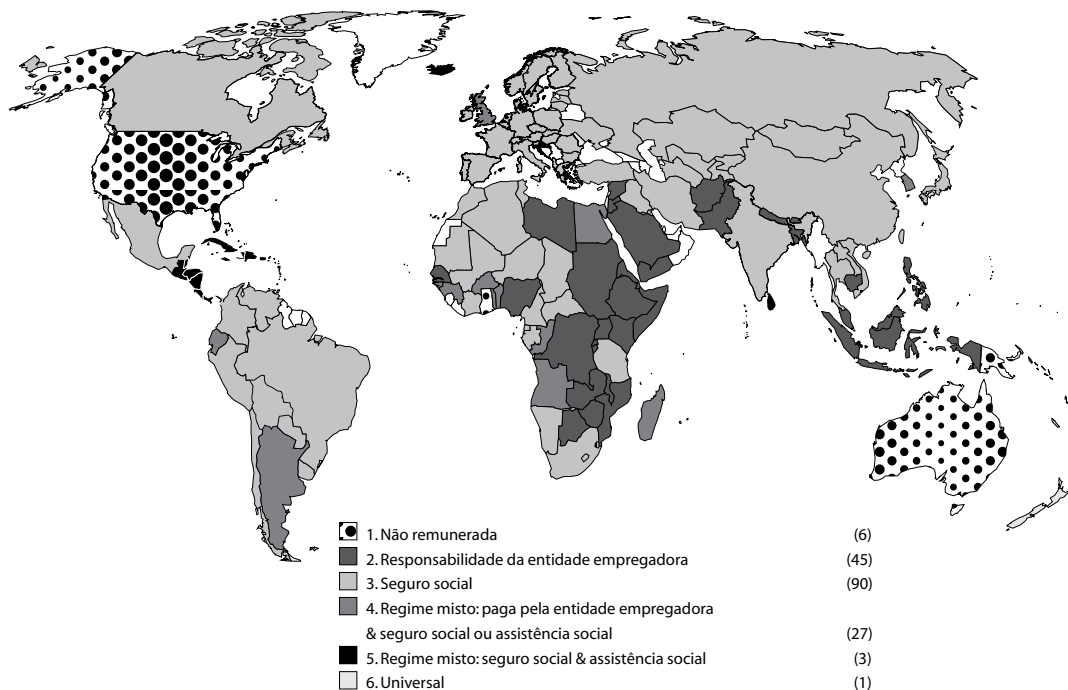 1. Não remunerada (6)
2. Responsabilidade da entidade empregadora (45)
3. Seguro social (90)
4. Regime misto: paga pela entidade empregadora
& seguro social ou assistência social (27)
5. Regime misto: seguro social & assistência social (3)
6. Universal (1)